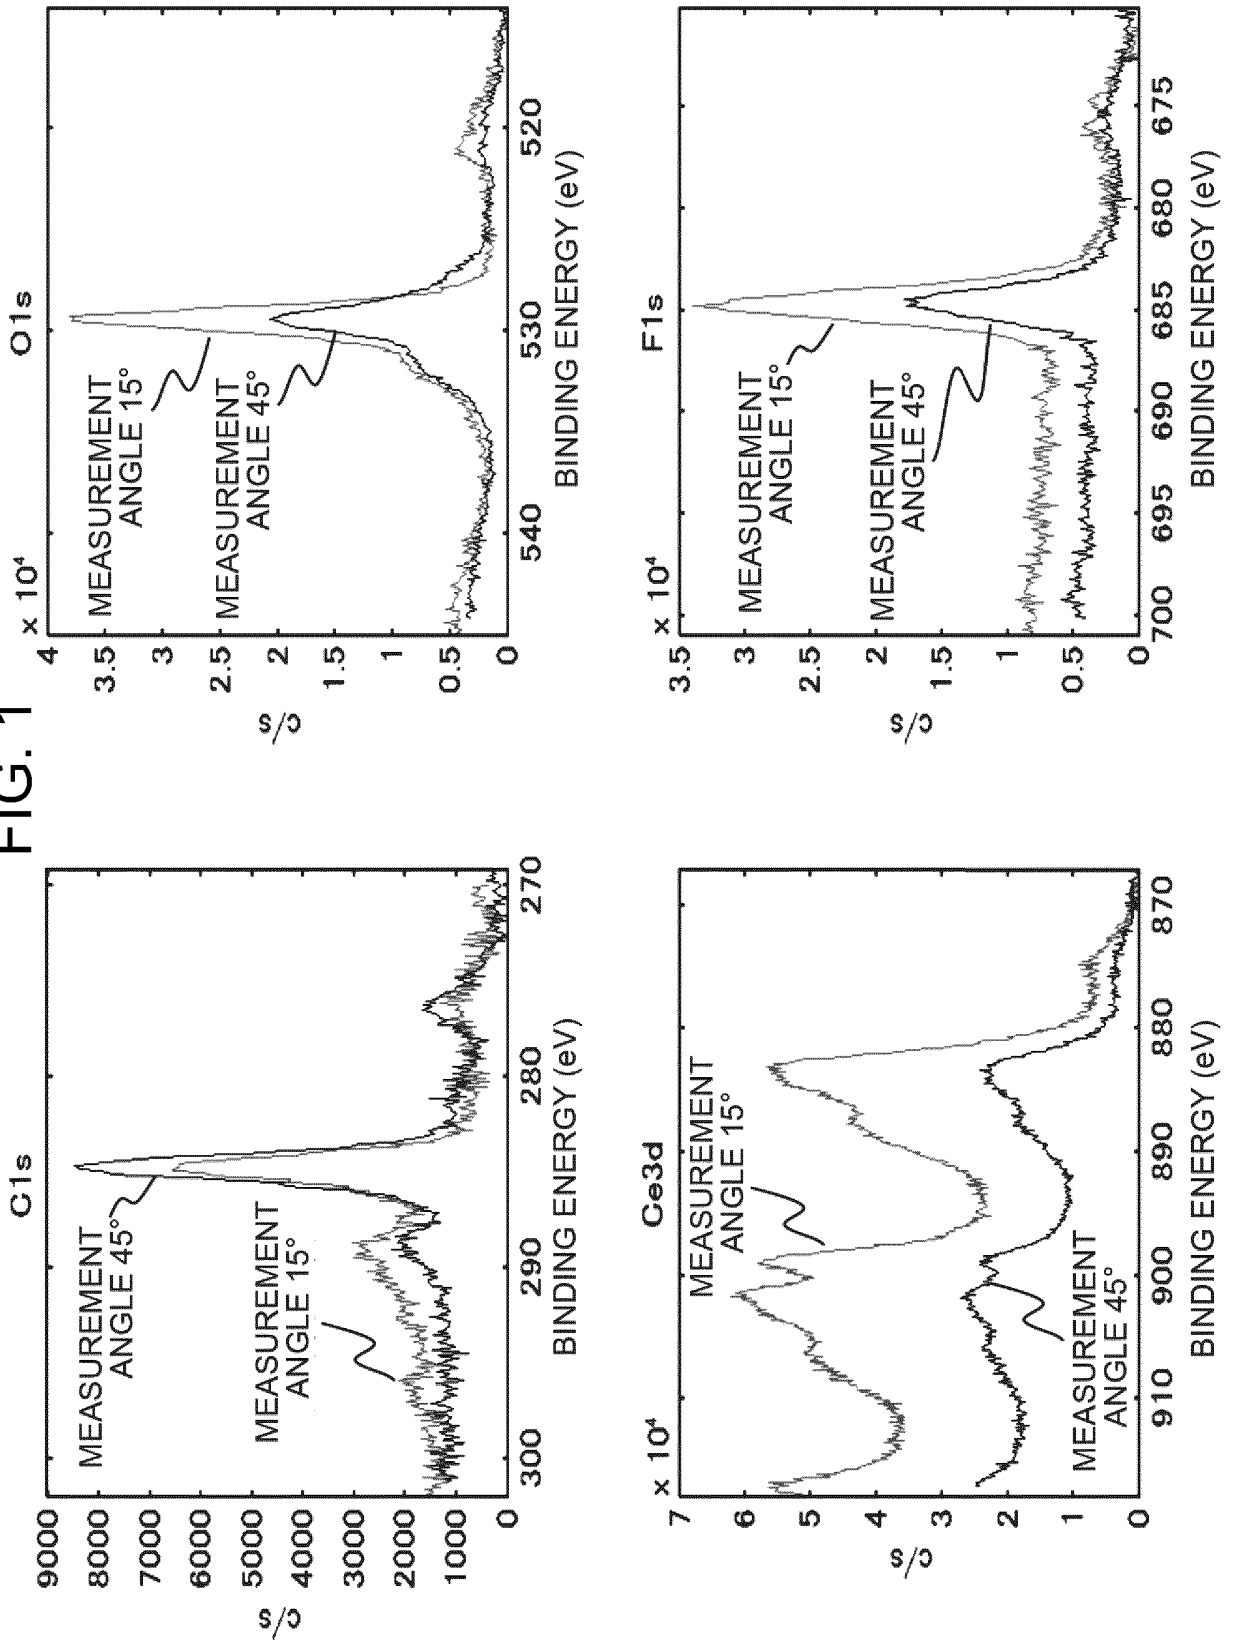 FIG. 1
C1s
9000
8000
7000
6000
5000
4000
3000
2000
1000
0
c/s
MEASUREMENT
ANGLE 45°
MEASUREMENT
ANGLE 15°
300
290
280
270
BINDING ENERGY (eV)
O1s
x 10⁴
4
3.5
3
2.5
2
1.5
1
0.5
0
c/s
MEASUREMENT
ANGLE 15°
MEASUREMENT
ANGLE 45°
540
530
520
BINDING ENERGY (eV)
Ce3d
x 10⁴
7
6
5
4
3
2
1
0
c/s
MEASUREMENT
ANGLE 15°
MEASUREMENT
ANGLE 45°
910
900
890
880
870
BINDING ENERGY (eV)
F1s
x 10⁴
3.5
3
2.5
2
1.5
1
0.5
0
c/s
MEASUREMENT
ANGLE 15°
MEASUREMENT
ANGLE 45°
700
695
690
685
680
675
BINDING ENERGY (eV)